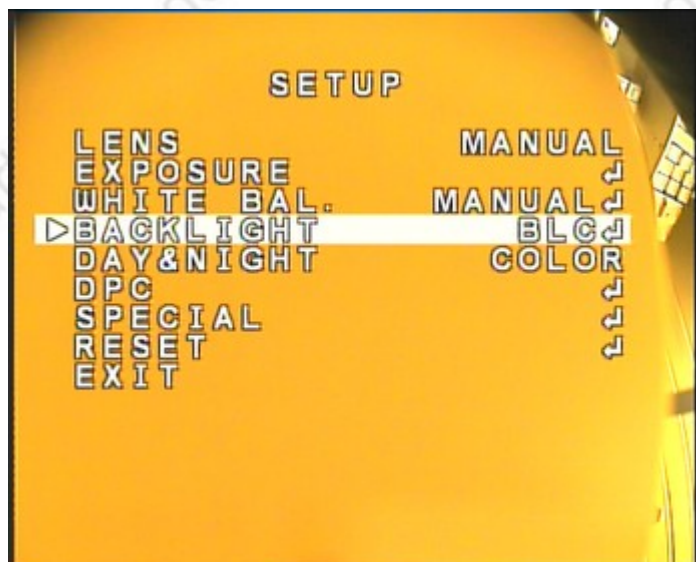 SETUP
LENS MANUAL
EXPOSURE ↲
WHITE BAL. MANUAL↲
▷BACKLIGHT BLC↲
DAY&NIGHT COLOR
DPC ↲
SPECIAL ↲
RESET ↲
EXIT